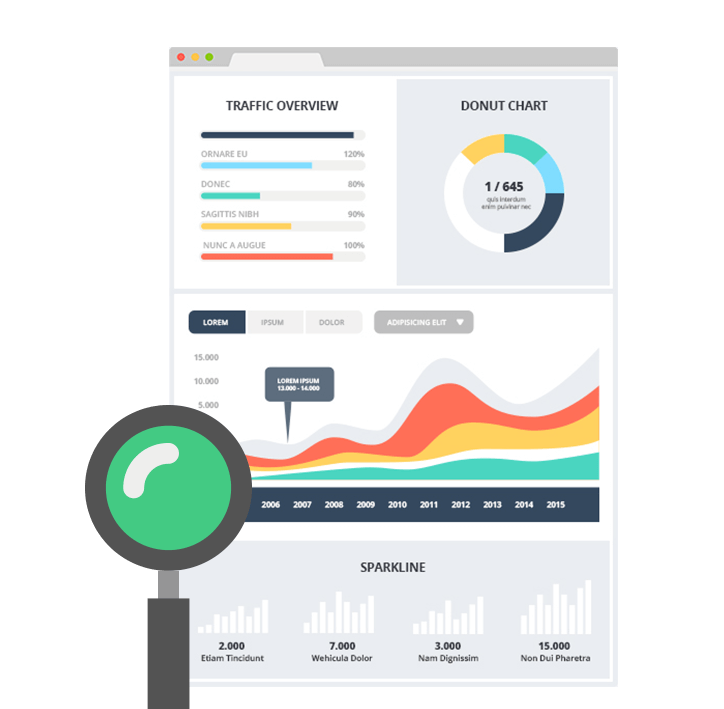 TRAFFIC OVERVIEW
ORNARE EU 120%
DONEC 80%
SAGITTIS NIBH 90%
NUNC A AUGUE 100%
DONUT CHART
1 / 645
quis interdum
enim pulvinar nec
LOREM IPSUM DOLOR ADIPISICING ELIT
15.000
10.000
5.000
LOREM IPSUM
13.000 - 14.000
2006 2007 2008 2009 2010 2011 2012 2013 2014 2015
SPARKLINE
2.000 7.000 3.000 15.000
Etiam Tincidunt Wehicula Dolor Nam Dignissim Non Dui Pharetra